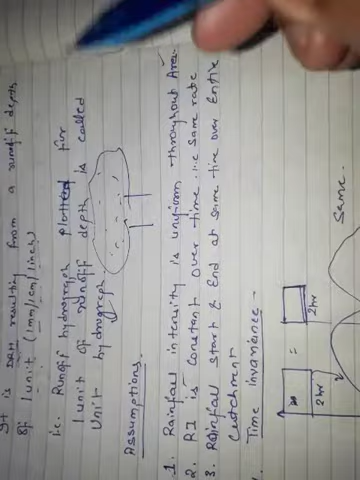 It is DRH resulting from a runoff depth
of 1 unit (1mm/1cm/1inch)
i.e. Runoff hydrograph plotted for
1 unit of runoff depth is called
Unit hydrograph.
Assumptions
1. Rainfall intensity is uniform throughout Area.
2. RI is constant over time i.e same rate
3. Rainfall start & End at same time over Entire
Catchment
Time invariance -
2hr = 2hr
Same.